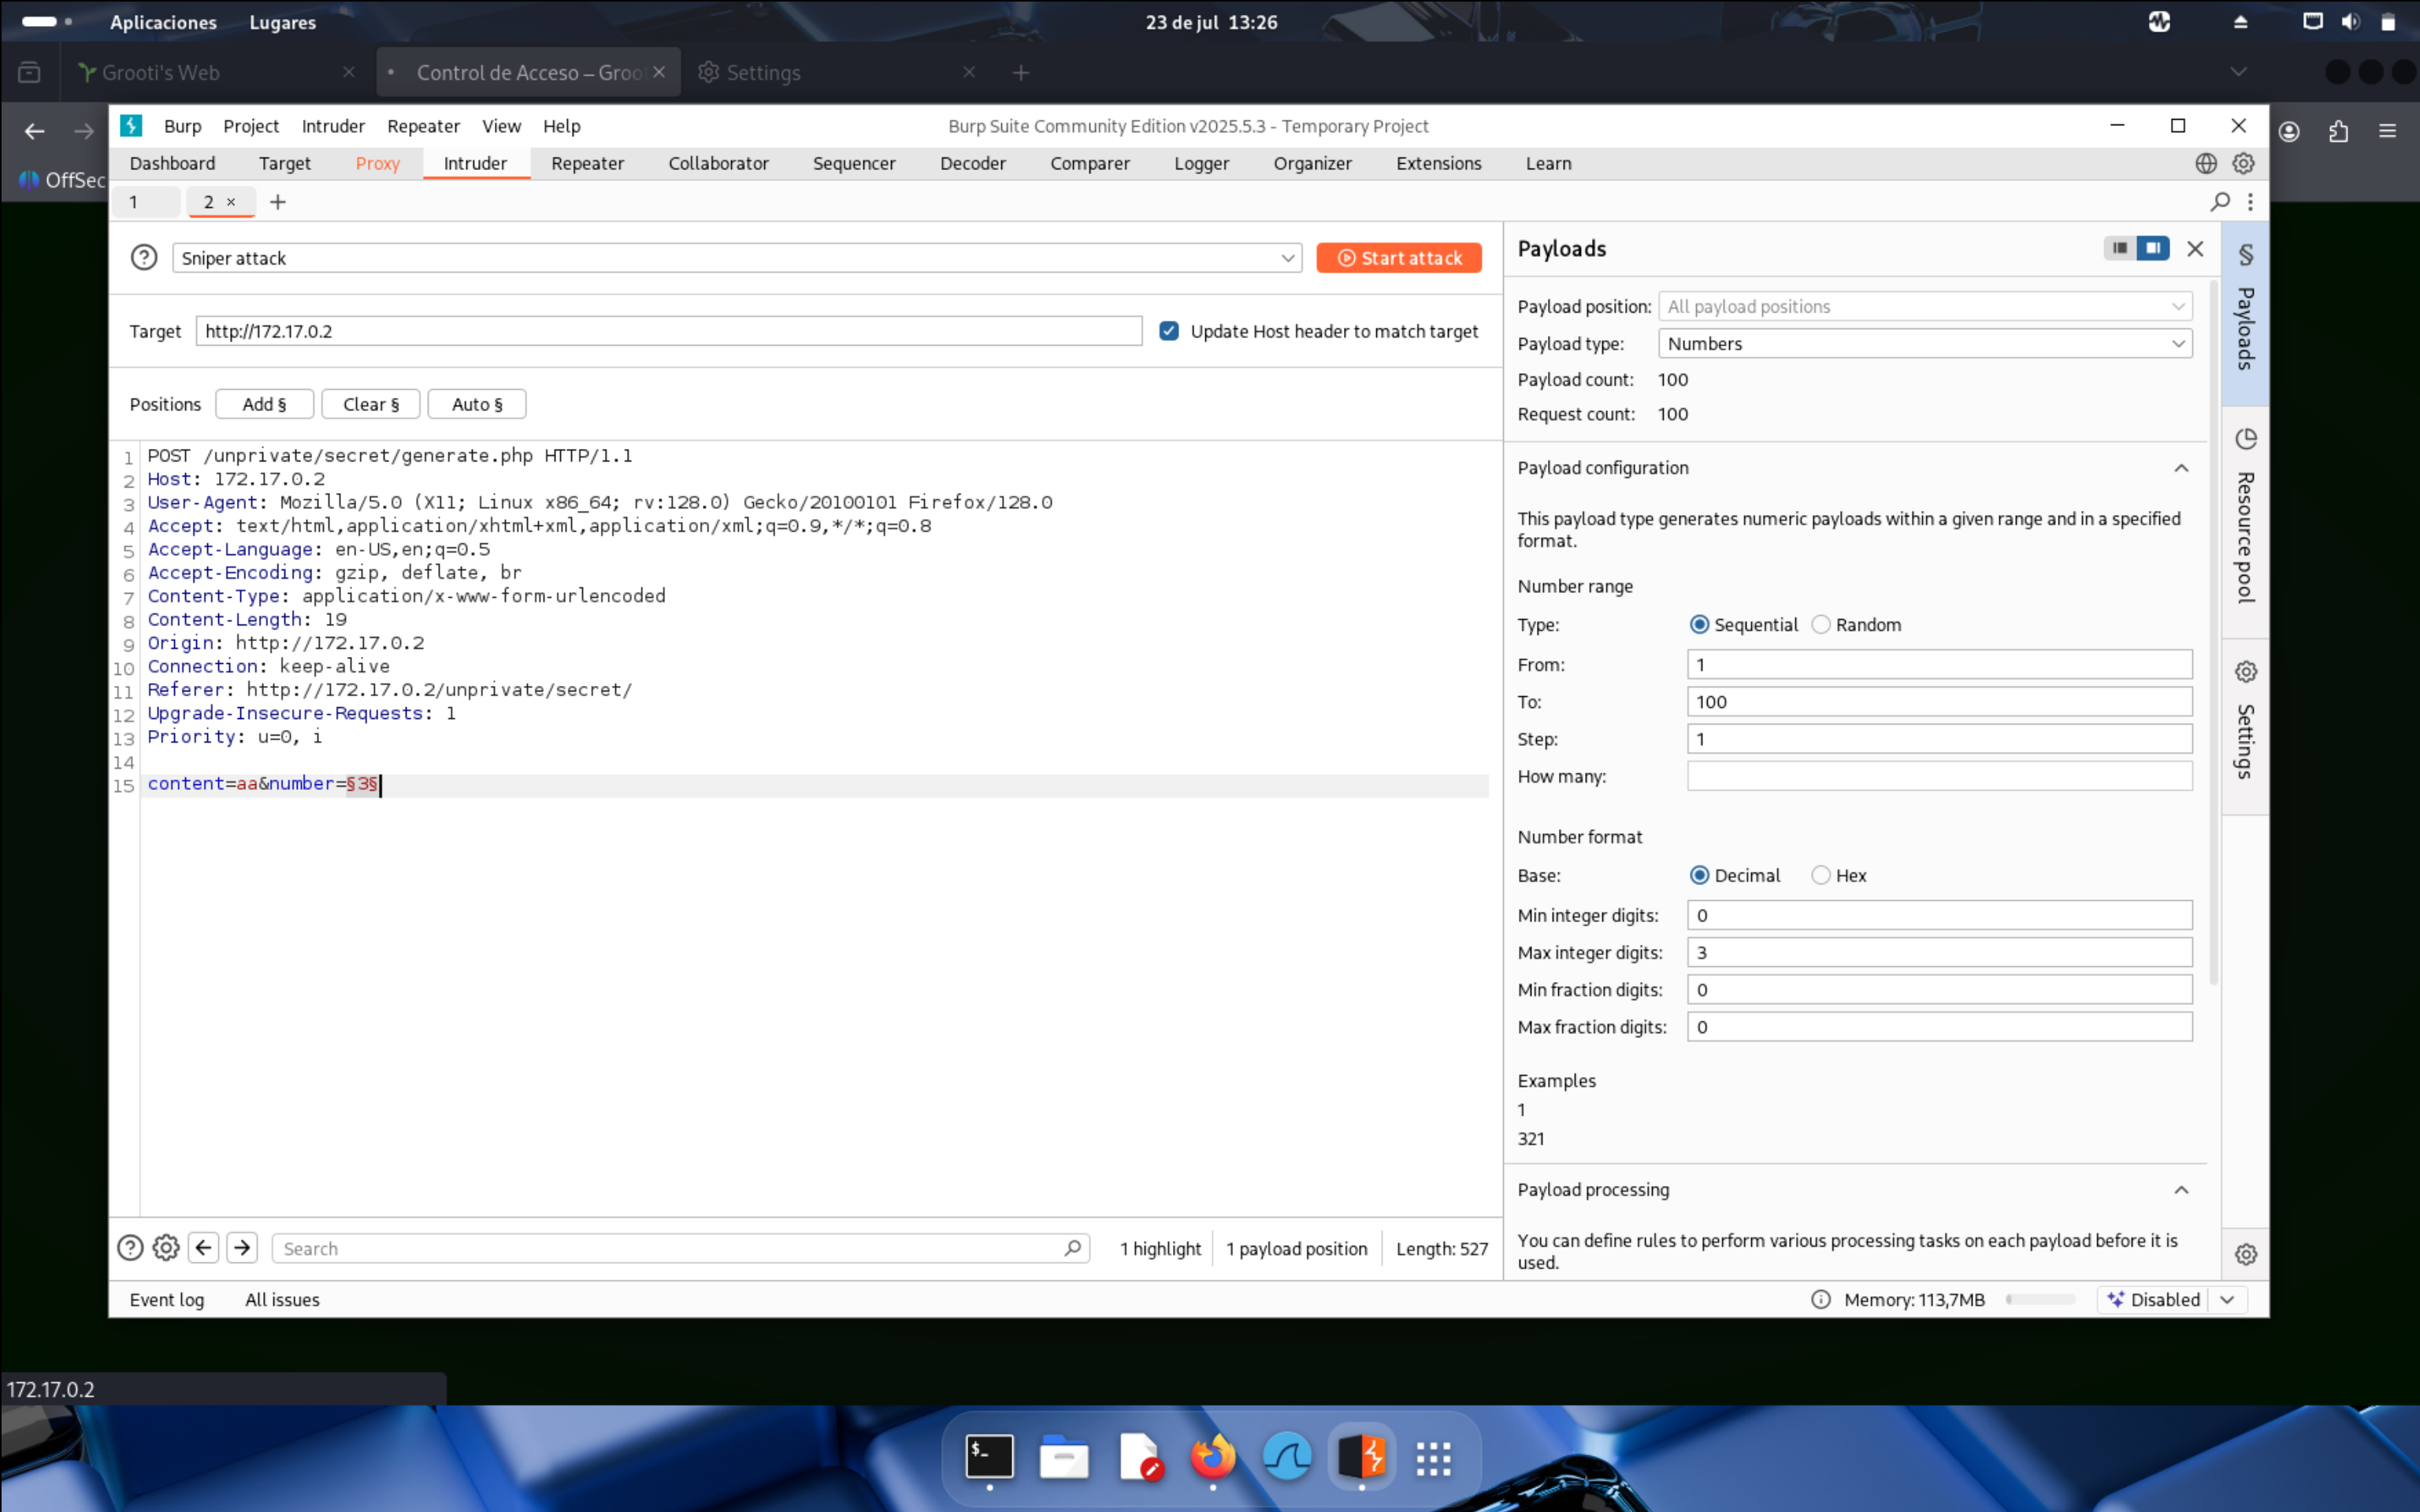 Aplicaciones Lugares 23 de jul 13:26
Grooti's Web Control de Acceso – Groo Settings
Burp Project Intruder Repeater View Help Burp Suite Community Edition v2025.5.3 - Temporary Project
Dashboard Target Proxy Intruder Repeater Collaborator Sequencer Decoder Comparer Logger Organizer Extensions Learn
OffSec
1 2 × +
Sniper attack Start attack
Target http://172.17.0.2 Update Host header to match target
Positions Add § Clear § Auto §
1 POST /unprivate/secret/generate.php HTTP/1.1
2 Host: 172.17.0.2
3 User-Agent: Mozilla/5.0 (X11; Linux x86_64; rv:128.0) Gecko/20100101 Firefox/128.0
4 Accept: text/html,application/xhtml+xml,application/xml;q=0.9,*/*;q=0.8
5 Accept-Language: en-US,en;q=0.5
6 Accept-Encoding: gzip, deflate, br
7 Content-Type: application/x-www-form-urlencoded
8 Content-Length: 19
9 Origin: http://172.17.0.2
10 Connection: keep-alive
11 Referer: http://172.17.0.2/unprivate/secret/
12 Upgrade-Insecure-Requests: 1
13 Priority: u=0, i
14
15 content=aa&number=§3§
Search 1 highlight 1 payload position Length: 527
Payloads
Payload position: All payload positions
Payload type: Numbers
Payload count: 100
Request count: 100
Payload configuration
This payload type generates numeric payloads within a given range and in a specified
format.
Number range
Type: Sequential Random
From: 1
To: 100
Step: 1
How many:
Number format
Base: Decimal Hex
Min integer digits: 0
Max integer digits: 3
Min fraction digits: 0
Max fraction digits: 0
Examples
1
321
Payload processing
You can define rules to perform various processing tasks on each payload before it is
used.
§ Payloads
Resource pool
Settings
Event log All issues Memory: 113,7MB Disabled
172.17.0.2
$_